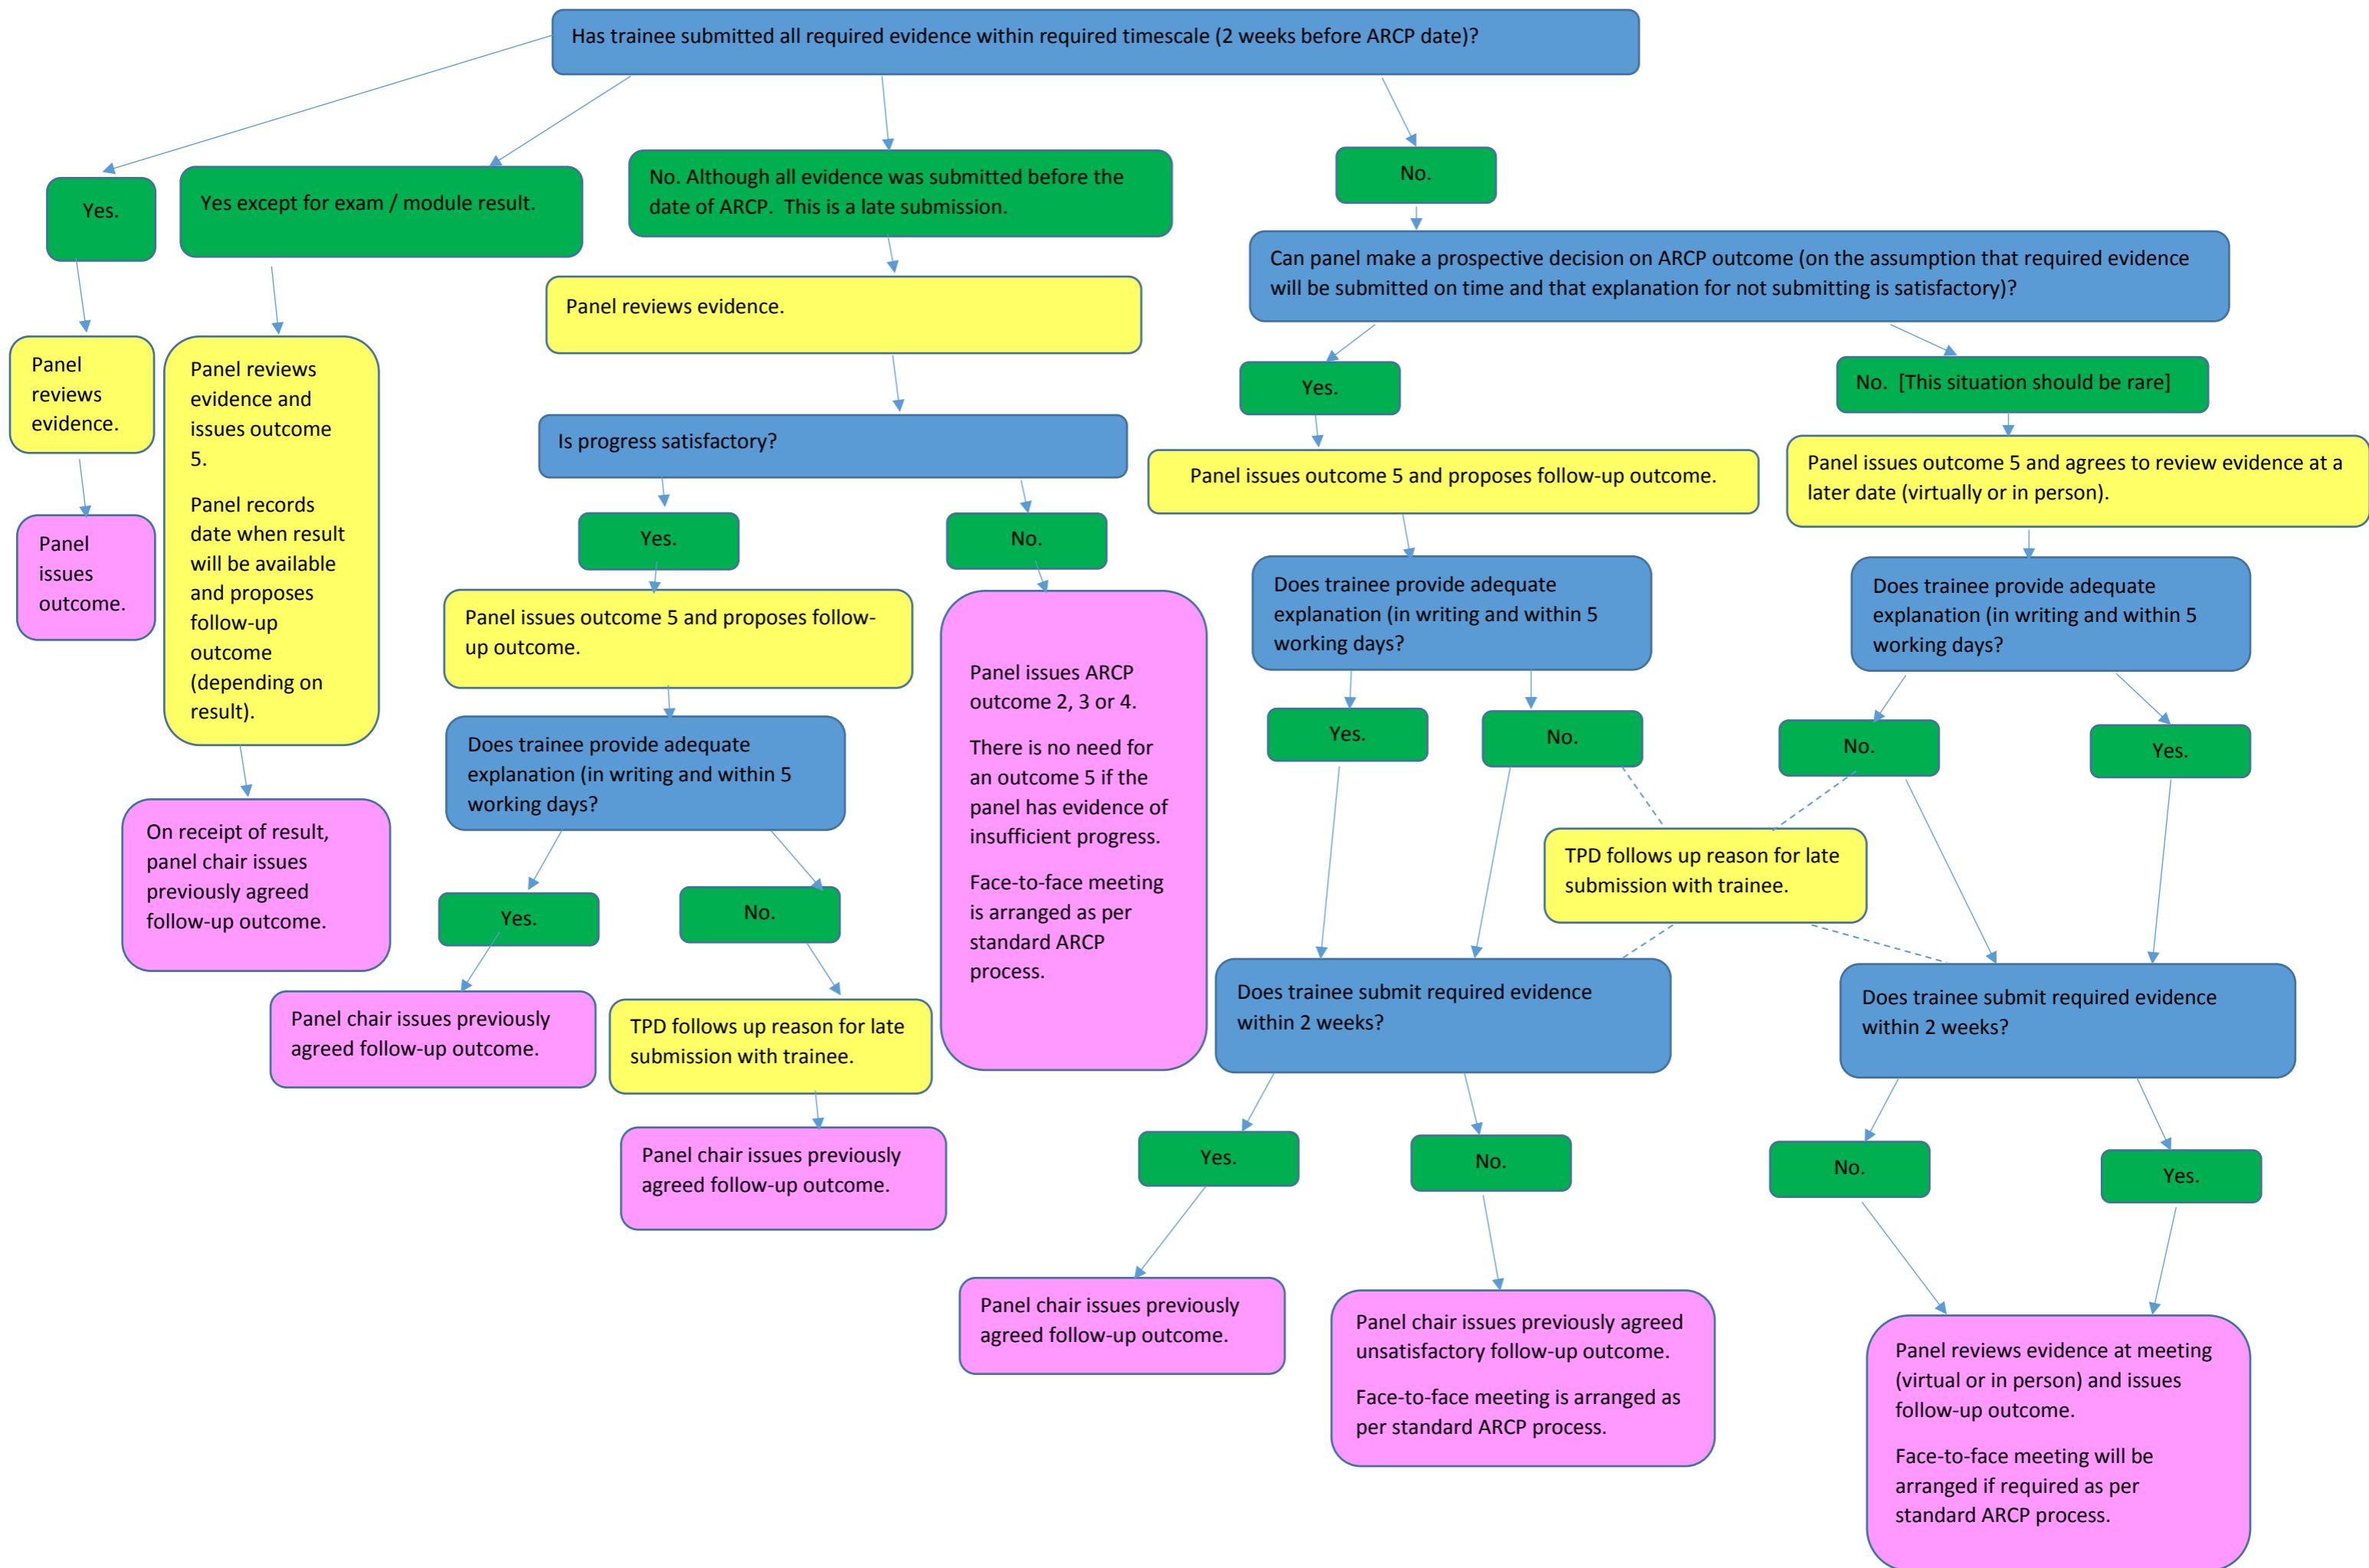 Has trainee submitted all required evidence within required timescale (2 weeks before ARCP date)?
Yes.
Yes except for exam / module result.
No. Although all evidence was submitted before the
date of ARCP. This is a late submission.
No.
Can panel make a prospective decision on ARCP outcome (on the assumption that required evidence
will be submitted on time and that explanation for not submitting is satisfactory)?
Panel
reviews
evidence.
Panel
issues
outcome.
Panel reviews
evidence and
issues outcome
5.
Panel records
date when result
will be available
and proposes
follow-up
outcome
(depending on
result).
On receipt of result,
panel chair issues
previously agreed
follow-up outcome.
Panel reviews evidence.
Is progress satisfactory?
Yes.
No.
Panel issues outcome 5 and proposes follow-
up outcome.
Does trainee provide adequate
explanation (in writing and within 5
working days?
Yes.
No.
Panel chair issues previously
agreed follow-up outcome.
TPD follows up reason for late
submission with trainee.
Panel chair issues previously
agreed follow-up outcome.
Panel issues ARCP
outcome 2, 3 or 4.
There is no need for
an outcome 5 if the
panel has evidence of
insufficient progress.
Face-to-face meeting
is arranged as per
standard ARCP
process.
Yes.
No. [This situation should be rare]
Panel issues outcome 5 and proposes follow-up outcome.
Panel issues outcome 5 and agrees to review evidence at a
later date (virtually or in person).
Does trainee provide adequate
explanation (in writing and within 5
working days?
Does trainee provide adequate
explanation (in writing and within 5
working days?
Yes.
No.
No.
Yes.
TPD follows up reason for late
submission with trainee.
Does trainee submit required evidence
within 2 weeks?
Does trainee submit required evidence
within 2 weeks?
Yes.
No.
No.
Yes.
Panel chair issues previously
agreed follow-up outcome.
Panel chair issues previously agreed
unsatisfactory follow-up outcome.
Face-to-face meeting is arranged as
per standard ARCP process.
Panel reviews evidence at meeting
(virtual or in person) and issues
follow-up outcome.
Face-to-face meeting will be
arranged if required as per
standard ARCP process.